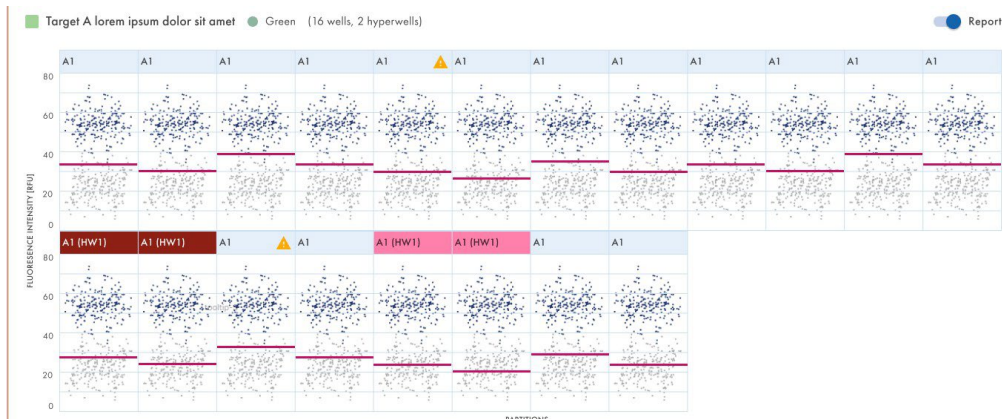 Target A lorem ipsum dolor sit amet Green (16 wells, 2 hyperwells) Report
A1 A1 A1 A1 A1 A1 A1 A1 A1 A1 A1 A1
80
60
40
20
0
FLUORESENCE INTENSITY [RFU]
A1 (HW1) A1 (HW1) A1 A1 A1 (HW1) A1 (HW1) A1 A1
80
60
40
20
0
PARTITIONS